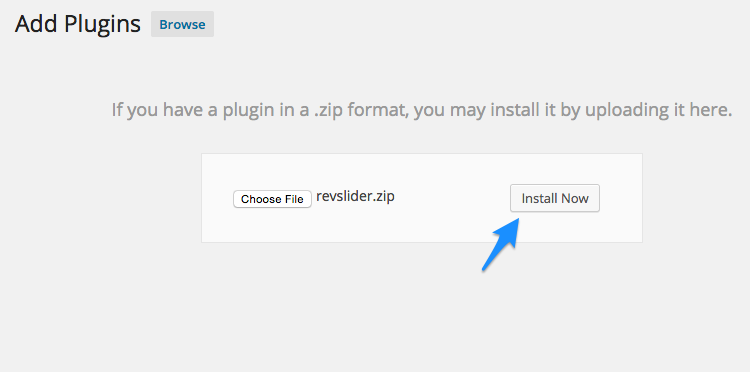 Add Plugins Browse
If you have a plugin in a .zip format, you may install it by uploading it here.
Choose File revslider.zip Install Now